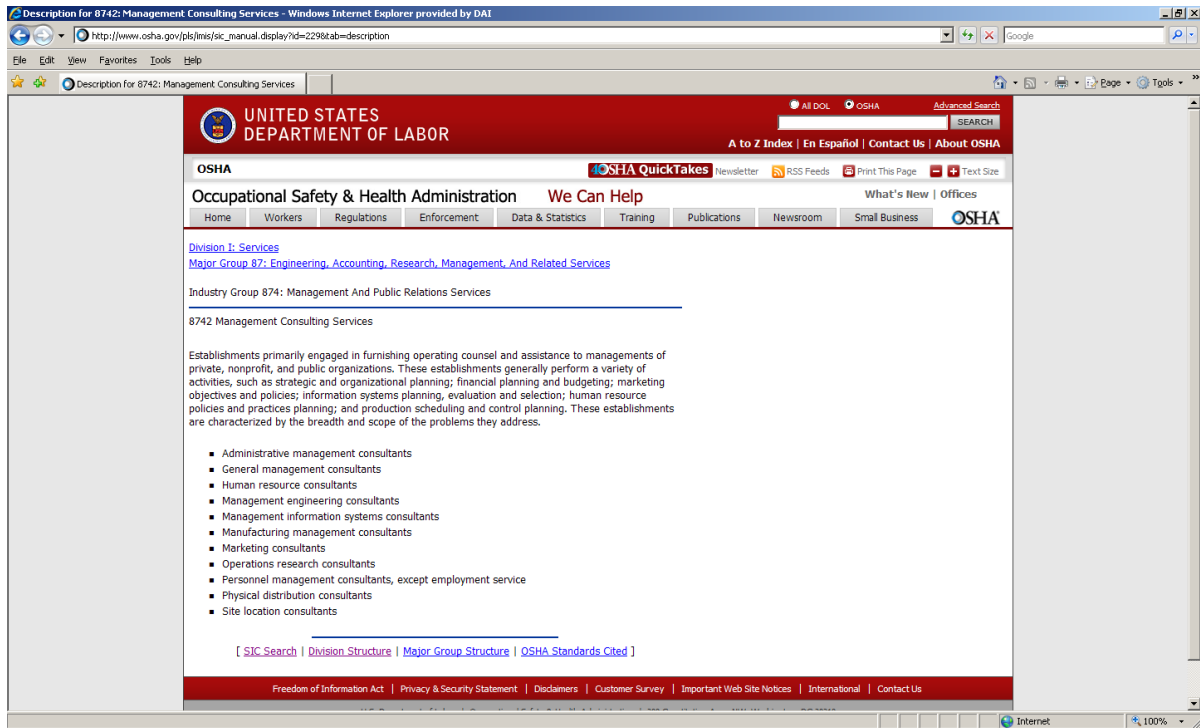 Description for 8742: Management Consulting Services - Windows Internet Explorer provided by DAI
http://www.osha.gov/pls/imis/sic_manual.display?id=229&tab=description
Google
File Edit View Favorites Tools Help
Description for 8742: Management Consulting Services
Page Tools
UNITED STATES
DEPARTMENT OF LABOR
All DOL OSHA Advanced Search
SEARCH
A to Z Index | En Español | Contact Us | About OSHA
OSHA
40 OSHA QuickTakes Newsletter RSS Feeds Print This Page Text Size
Occupational Safety & Health Administration We Can Help
What's New | Offices
Home Workers Regulations Enforcement Data & Statistics Training Publications Newsroom Small Business OSHA
Division I: Services
Major Group 87: Engineering, Accounting, Research, Management, And Related Services
Industry Group 874: Management And Public Relations Services
8742 Management Consulting Services
Establishments primarily engaged in furnishing operating counsel and assistance to managements of
private, nonprofit, and public organizations. These establishments generally perform a variety of
activities, such as strategic and organizational planning; financial planning and budgeting; marketing
objectives and policies; information systems planning, evaluation and selection; human resource
policies and practices planning; and production scheduling and control planning. These establishments
are characterized by the breadth and scope of the problems they address.
Administrative management consultants
General management consultants
Human resource consultants
Management engineering consultants
Management information systems consultants
Manufacturing management consultants
Marketing consultants
Operations research consultants
Personnel management consultants, except employment service
Physical distribution consultants
Site location consultants
[ SIC Search | Division Structure | Major Group Structure | OSHA Standards Cited ]
Freedom of Information Act | Privacy & Security Statement | Disclaimers | Customer Survey | Important Web Site Notices | International | Contact Us
Internet
100%